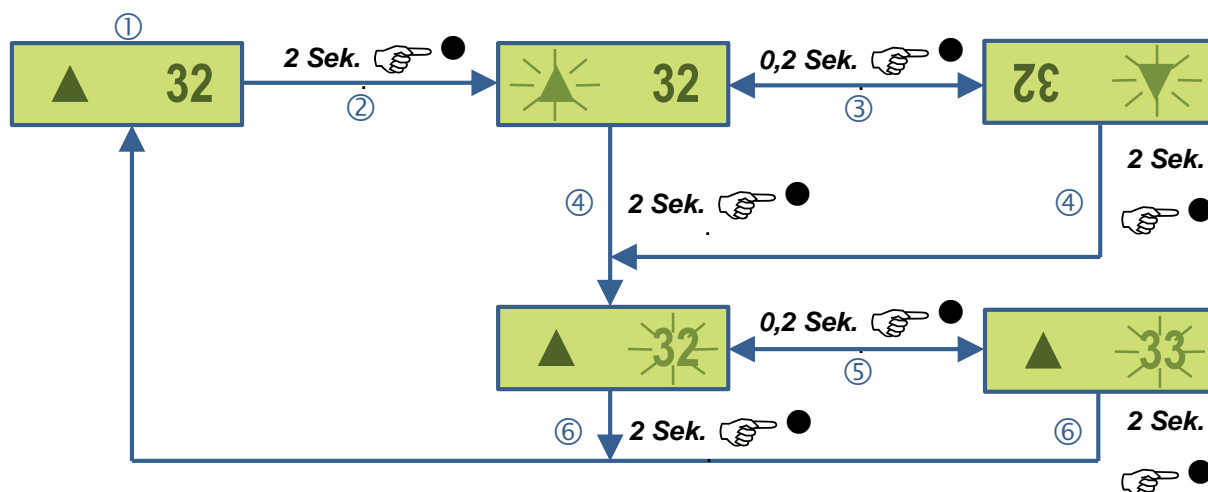 ①
▲ 32
2 Sek. ☞ ●
②
▲ 32
0,2 Sek. ☞ ●
③
32 ▼
④
2 Sek. ☞ ●
④
2 Sek.
☞ ●
▲ 32
0,2 Sek. ☞ ●
⑤
▲ 33
⑥
2 Sek. ☞ ●
⑥
2 Sek.
☞ ●